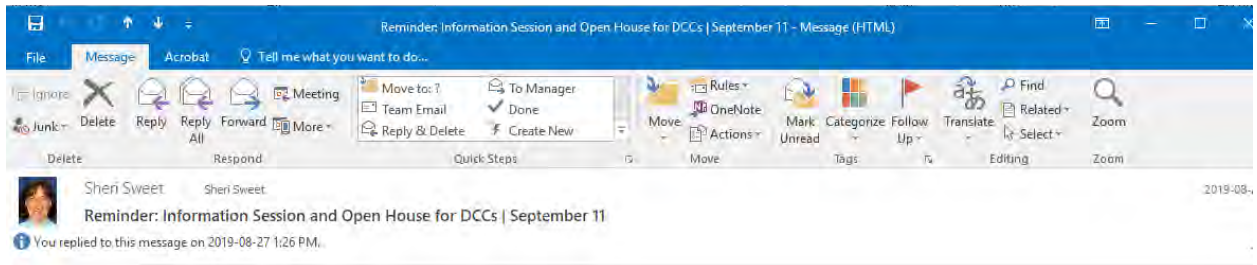 Reminder: Information Session and Open House for DCCs | September 11 - Message (HTML)
File Message Acrobat Tell me what you want to do...
Ignore
Junk
Delete
Reply
Reply All
Forward
Meeting
More
Move to: ?
Team Email
Reply & Delete
To Manager
Done
Create New
Move
Rules
OneNote
Actions
Mark Unread
Categorize
Follow Up
Translate
Find
Related
Select
Zoom
Delete Respond Quick Steps Move Tags Editing Zoom
Sheri Sweet Sheri Sweet 2019-08-
Reminder: Information Session and Open House for DCCs | September 11
You replied to this message on 2019-08-27 1:26 PM.